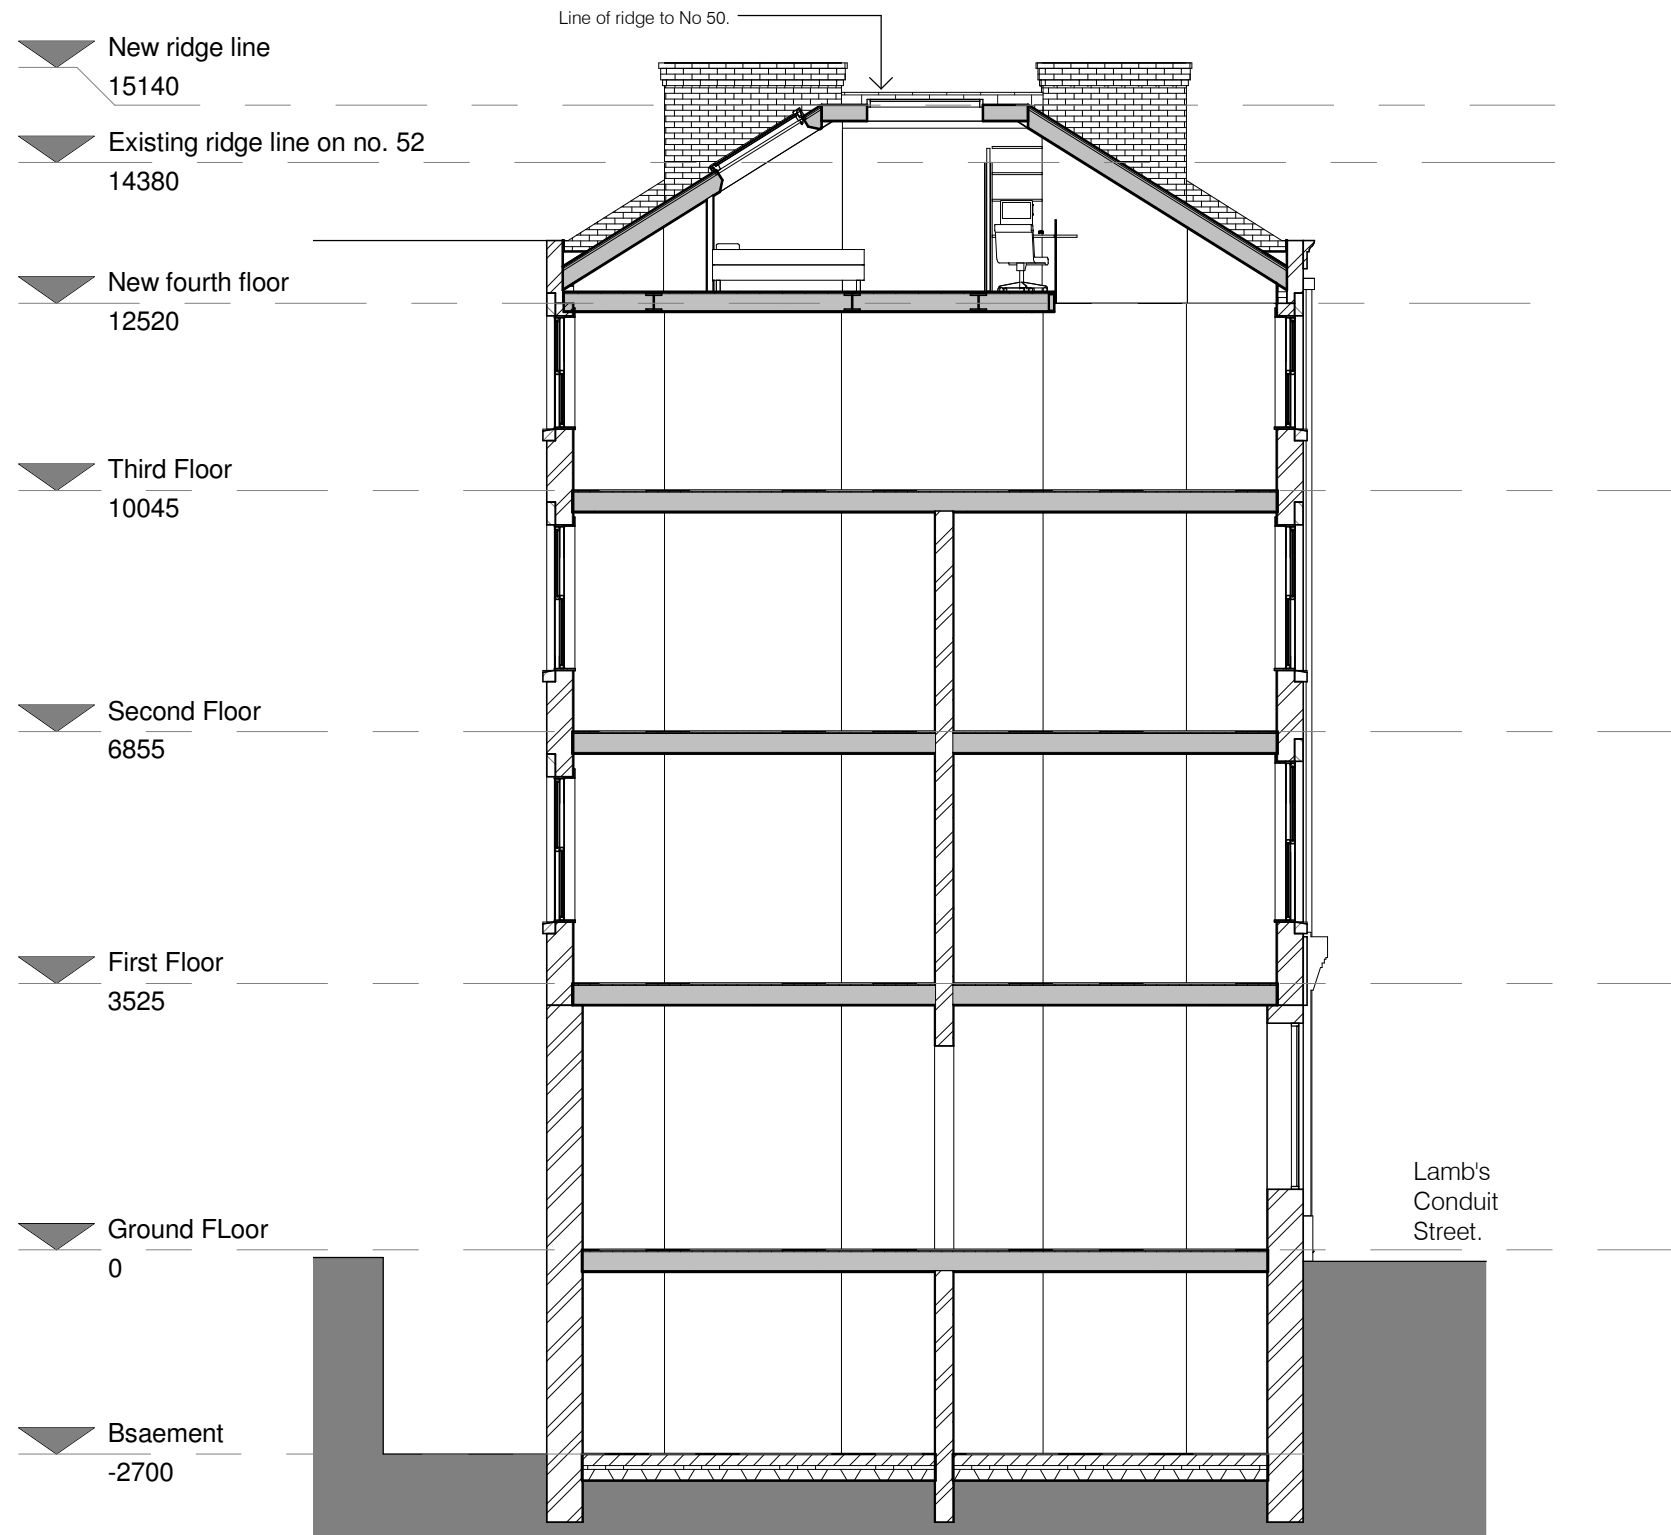 Line of ridge to No 50.
New ridge line
15140
Existing ridge line on no. 52
14380
New fourth floor
12520
Third Floor
10045
Second Floor
6855
First Floor
3525
Lamb's
Conduit
Street.
Ground FLoor
0
Bsaement
-2700